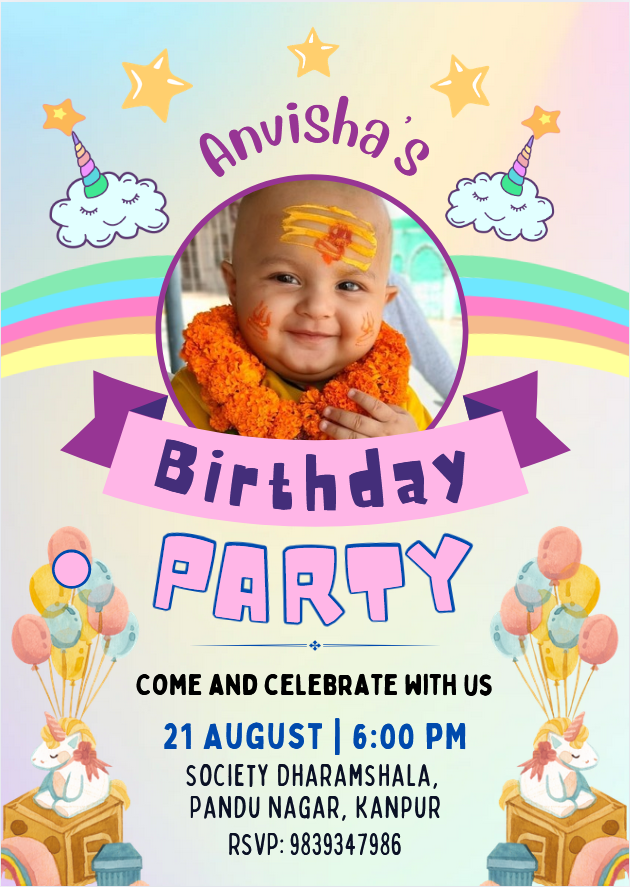 Anvisha's
Birthday
PARTY
COME AND CELEBRATE WITH US
21 AUGUST | 6:00 PM
SOCIETY DHARAMSHALA,
PANDU NAGAR, KANPUR
RSVP: 9839347986